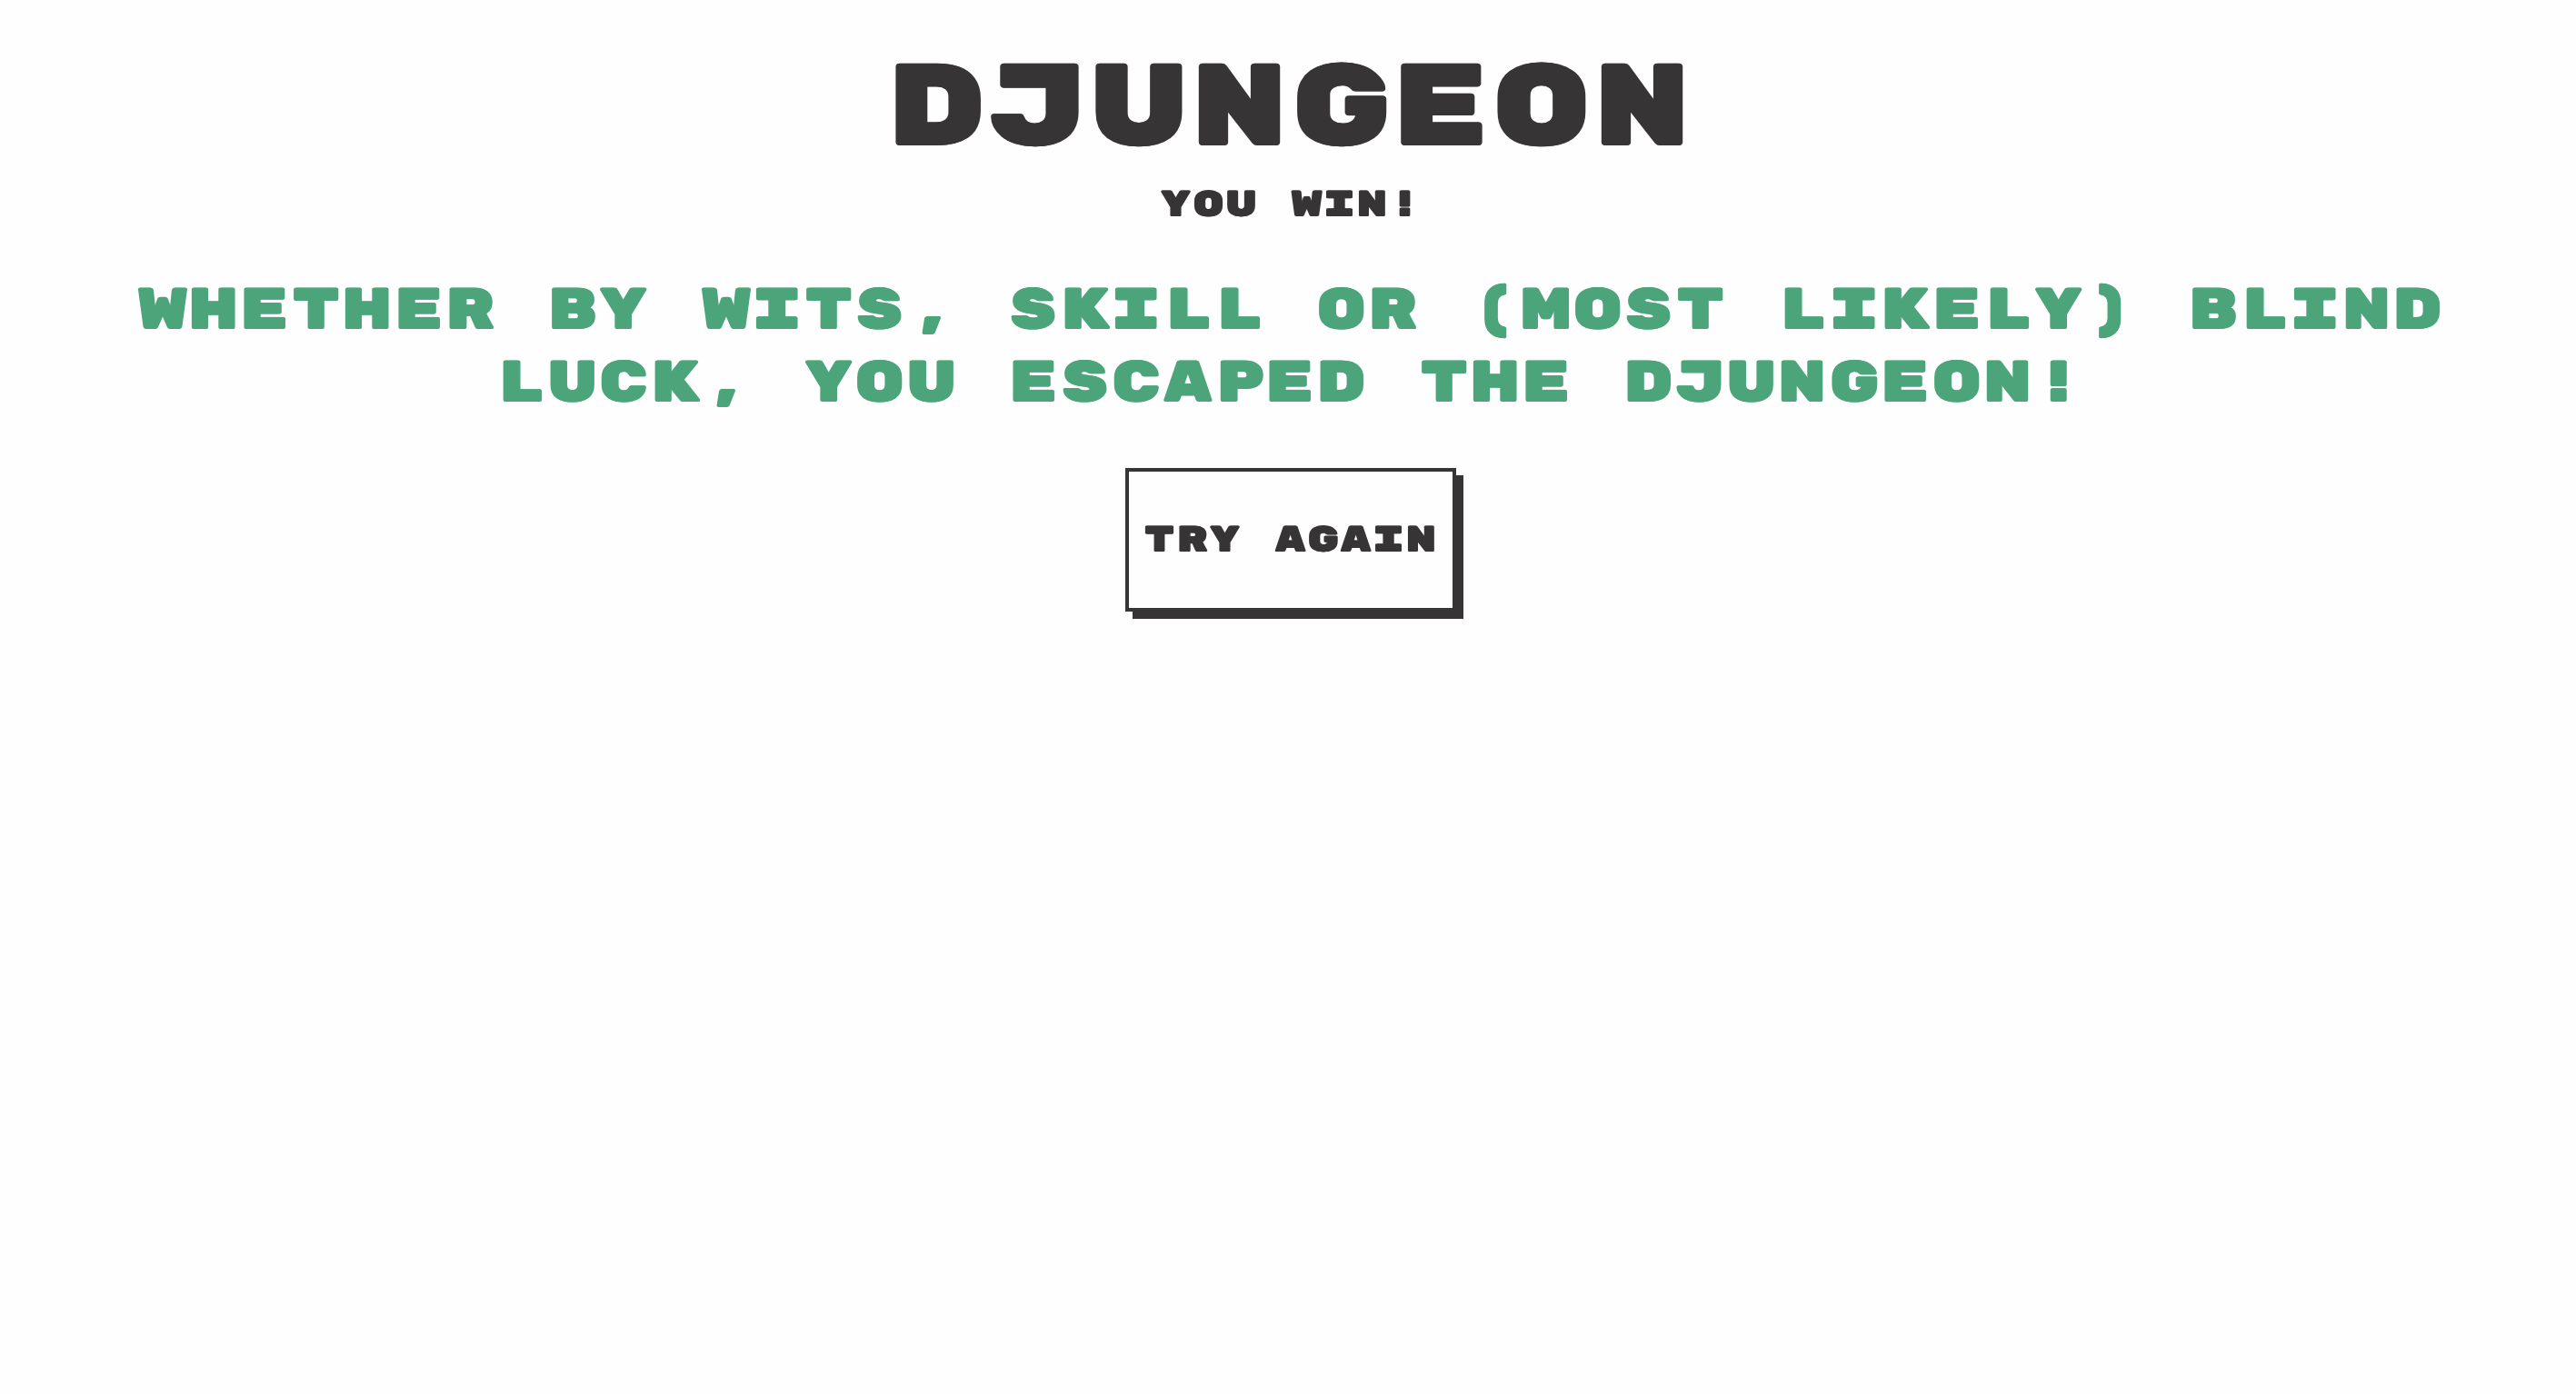 DJUNGEON
YOU WIN!
WHETHER BY WITS, SKILL OR (MOST LIKELY) BLIND
LUCK, YOU ESCAPED THE DJUNGEON!
TRY AGAIN